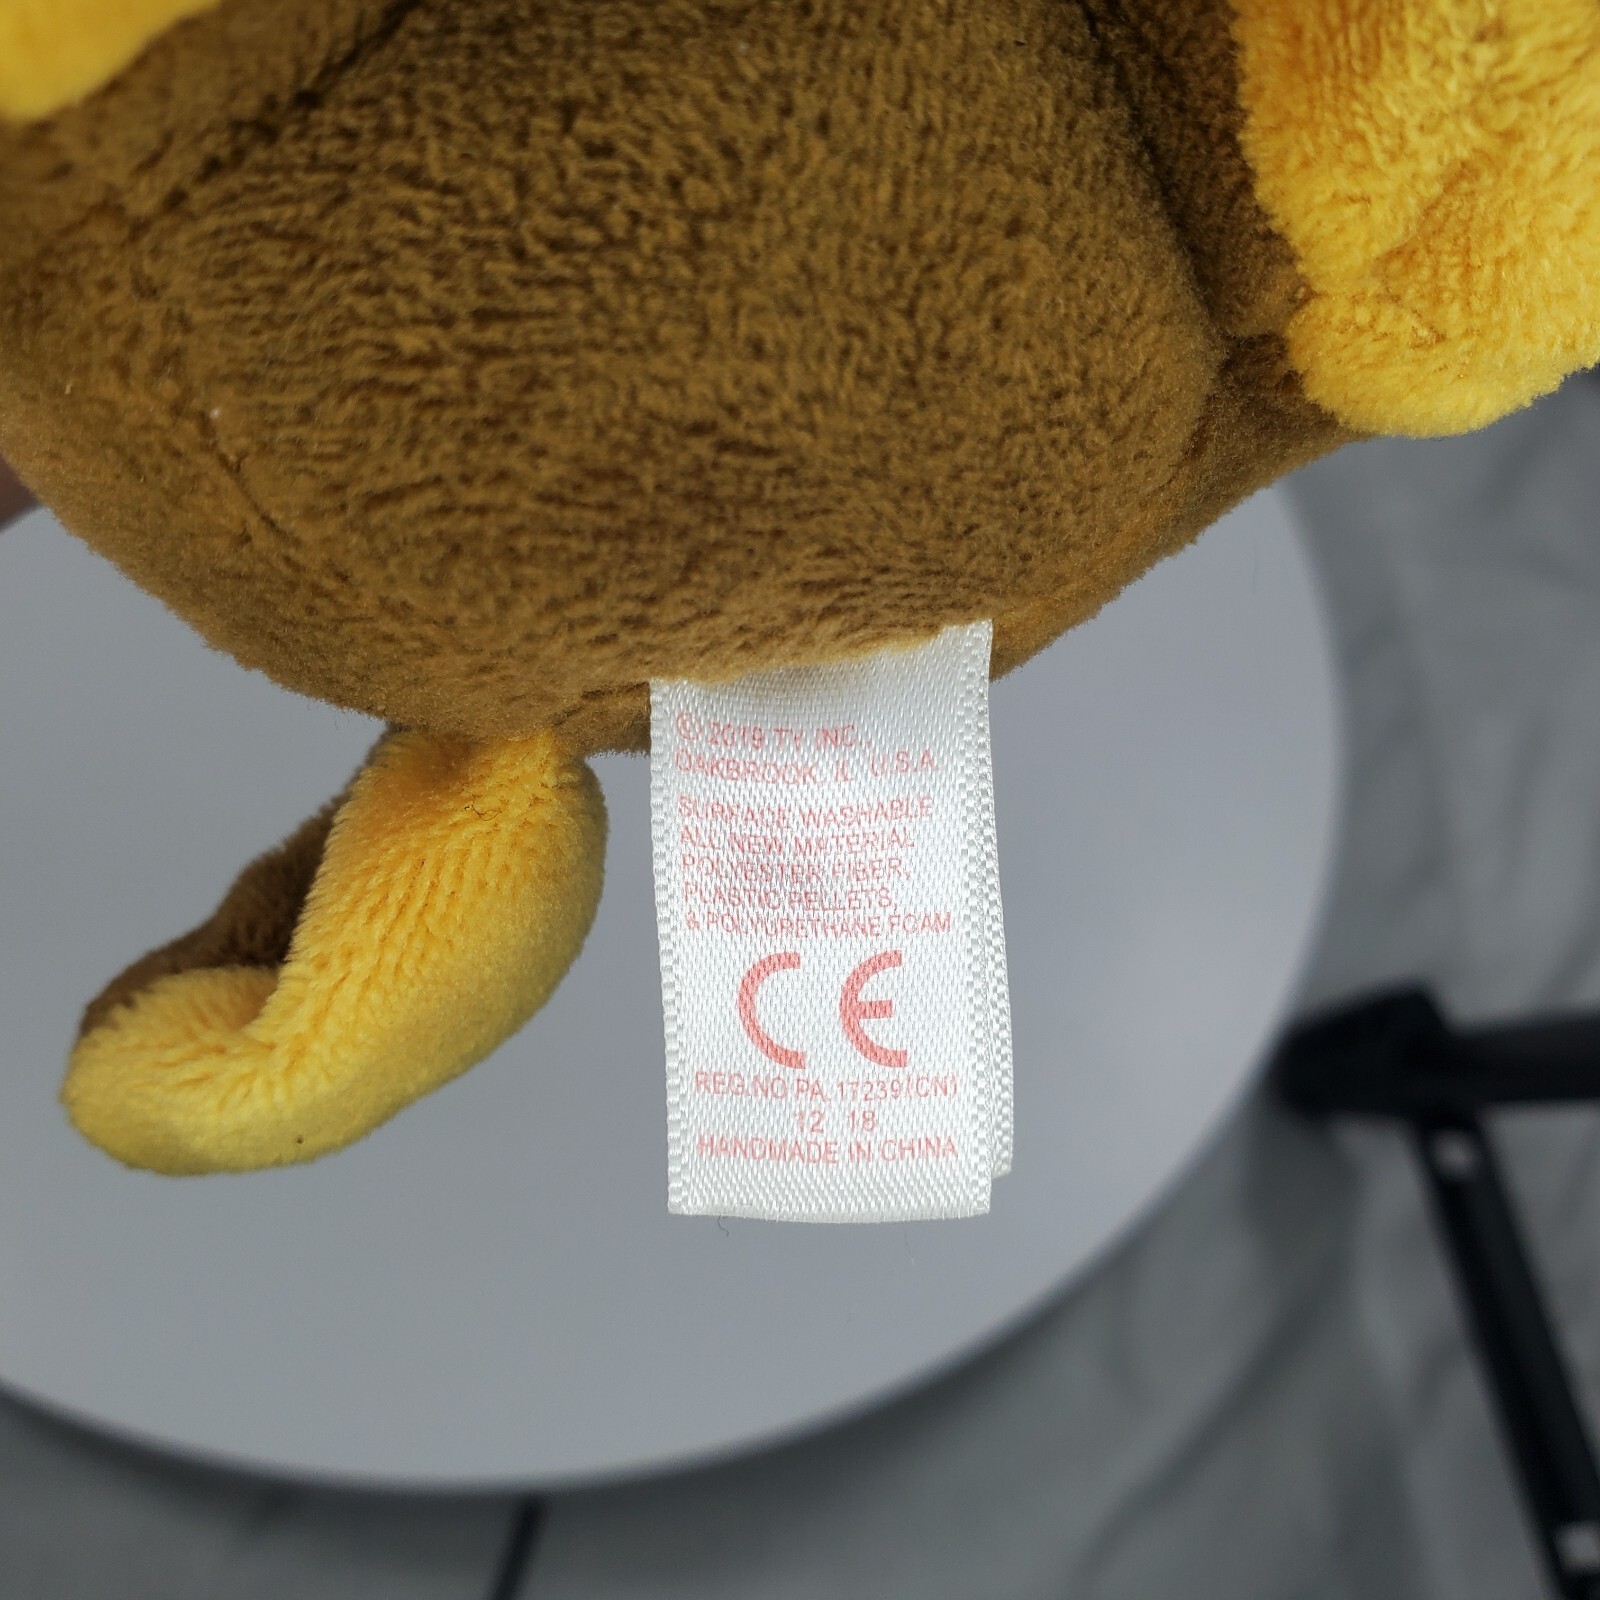 © 2019 TY INC.
OAKBROOK, IL U.S.A
SURFACE WASHABLE
ALL NEW MATERIAL
POLYESTER FIBER,
PLASTIC PELLETS,
& POLYURETHANE FOAM
CE
REG.NO PA. 17239(CN)
12 18
HANDMADE IN CHINA